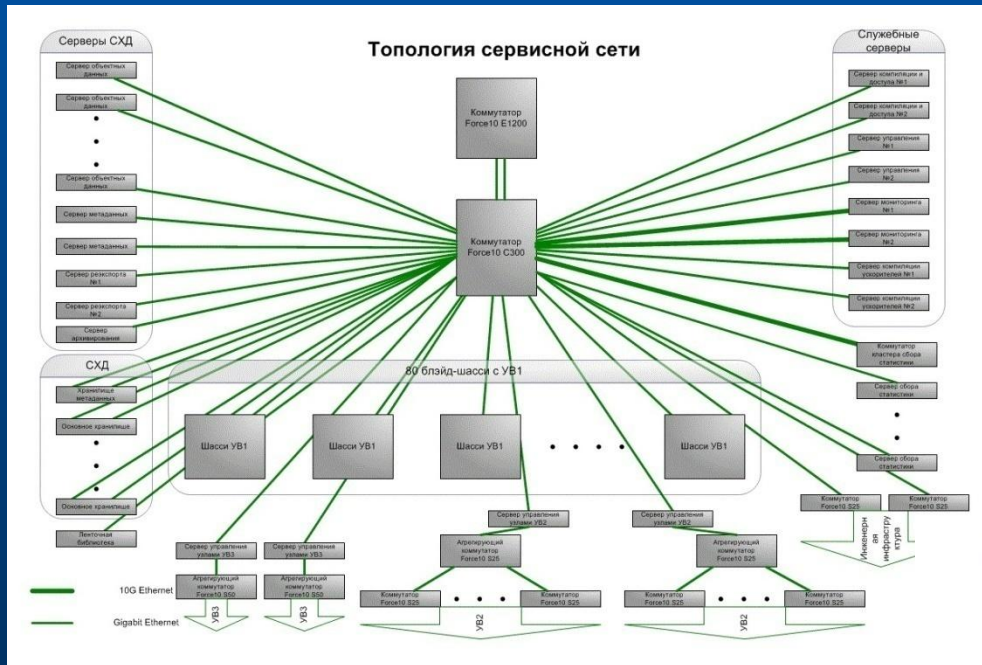 Топология сервисной сети
Серверы СХД
Сервер объектных
данных
Сервер объектных
данных
Сервер объектных
данных
Сервер метаданных
Сервер метаданных
Сервер реэкспорта
№1
Сервер реэкспорта
№2
Сервер
архивирования
СХД
Хранилище
метаданных
Основное хранилище
Основное хранилище
Ленточная
библиотека
10G Ethernet
Gigabit Ethernet
Коммутатор
Force10 E1200
Коммутатор
Force10 C300
80 блэйд-шасси с УВ1
Шасси УВ1
Шасси УВ1
Шасси УВ1
Шасси УВ1
Сервер управления
узлами УВ3
Агрегирующий
коммутатор
Force10 S50
УВ3
Сервер управления
узлами УВ3
Агрегирующий
коммутатор
Force10 S50
УВ3
Сервер управления
узлами УВ2
Агрегирующий
коммутатор
Force10 S25
Коммутатор
Force10 S25
Коммутатор
Force10 S25
УВ2
Сервер управления
узлами УВ2
Агрегирующий
коммутатор
Force10 S25
Коммутатор
Force10 S25
Коммутатор
Force10 S25
УВ2
Служебные
серверы
Сервер компиляции и
доступа №1
Сервер компиляции и
доступа №2
Сервер управления
№1
Сервер управления
№2
Сервер мониторинга
№1
Сервер мониторинга
№2
Сервер компиляции
ускорителей №1
Сервер компиляции
ускорителей №2
Коммутатор
кластера сбора
статистики
Сервер сбора
статистики
Сервер сбора
статистики
Коммутатор
Force10 S25
Коммутатор
Force10 S25
Инженерн
ая
инфрастру
ктура